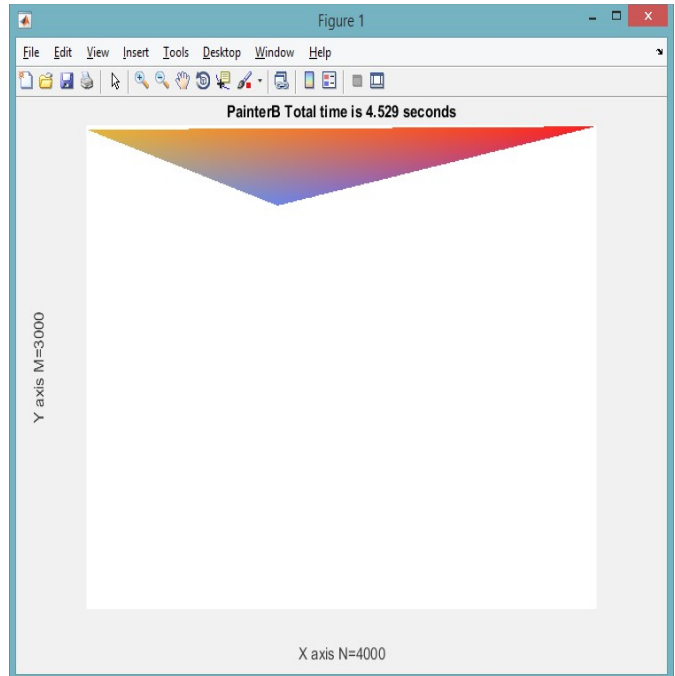 Figure 1
File Edit View Insert Tools Desktop Window Help
PainterB Total time is 4.529 seconds
Y axis M=3000
X axis N=4000